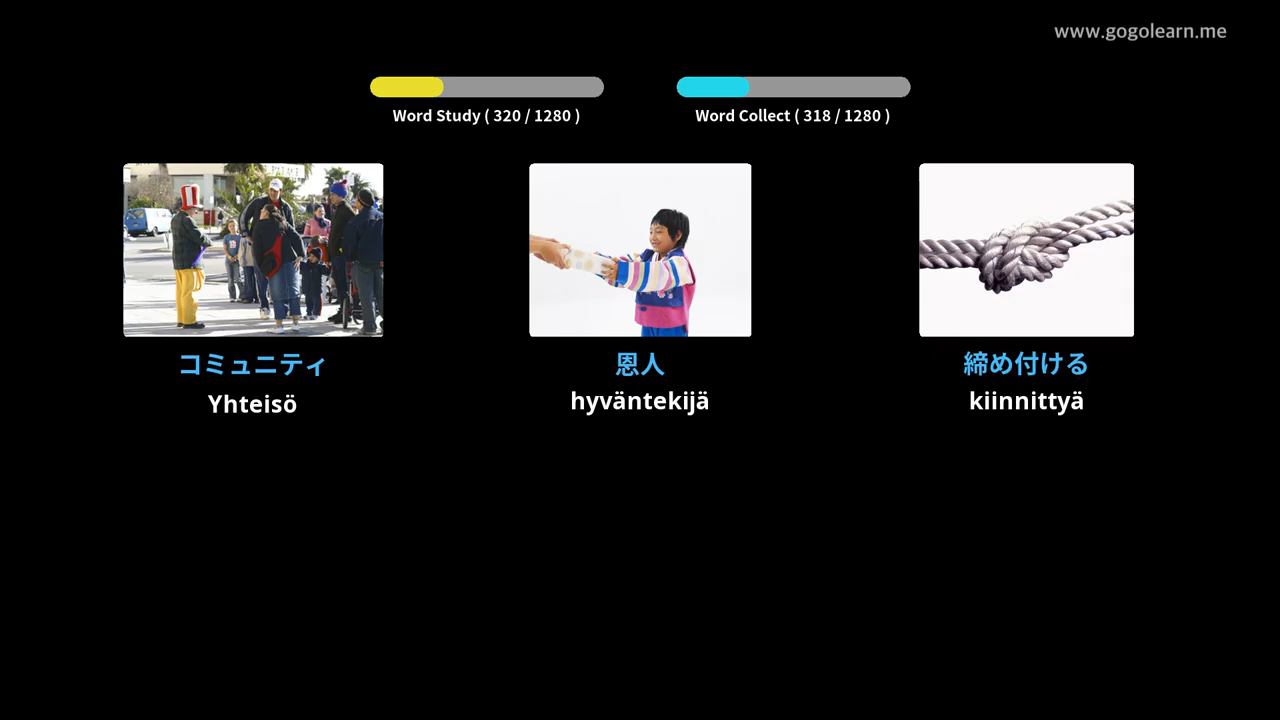 www.gogolearn.me
Word Study ( 320 / 1280 )
Word Collect ( 318 / 1280 )
コミュニティ
Yhteisö
恩人
hyväntekijä
締め付ける
kiinnittyä